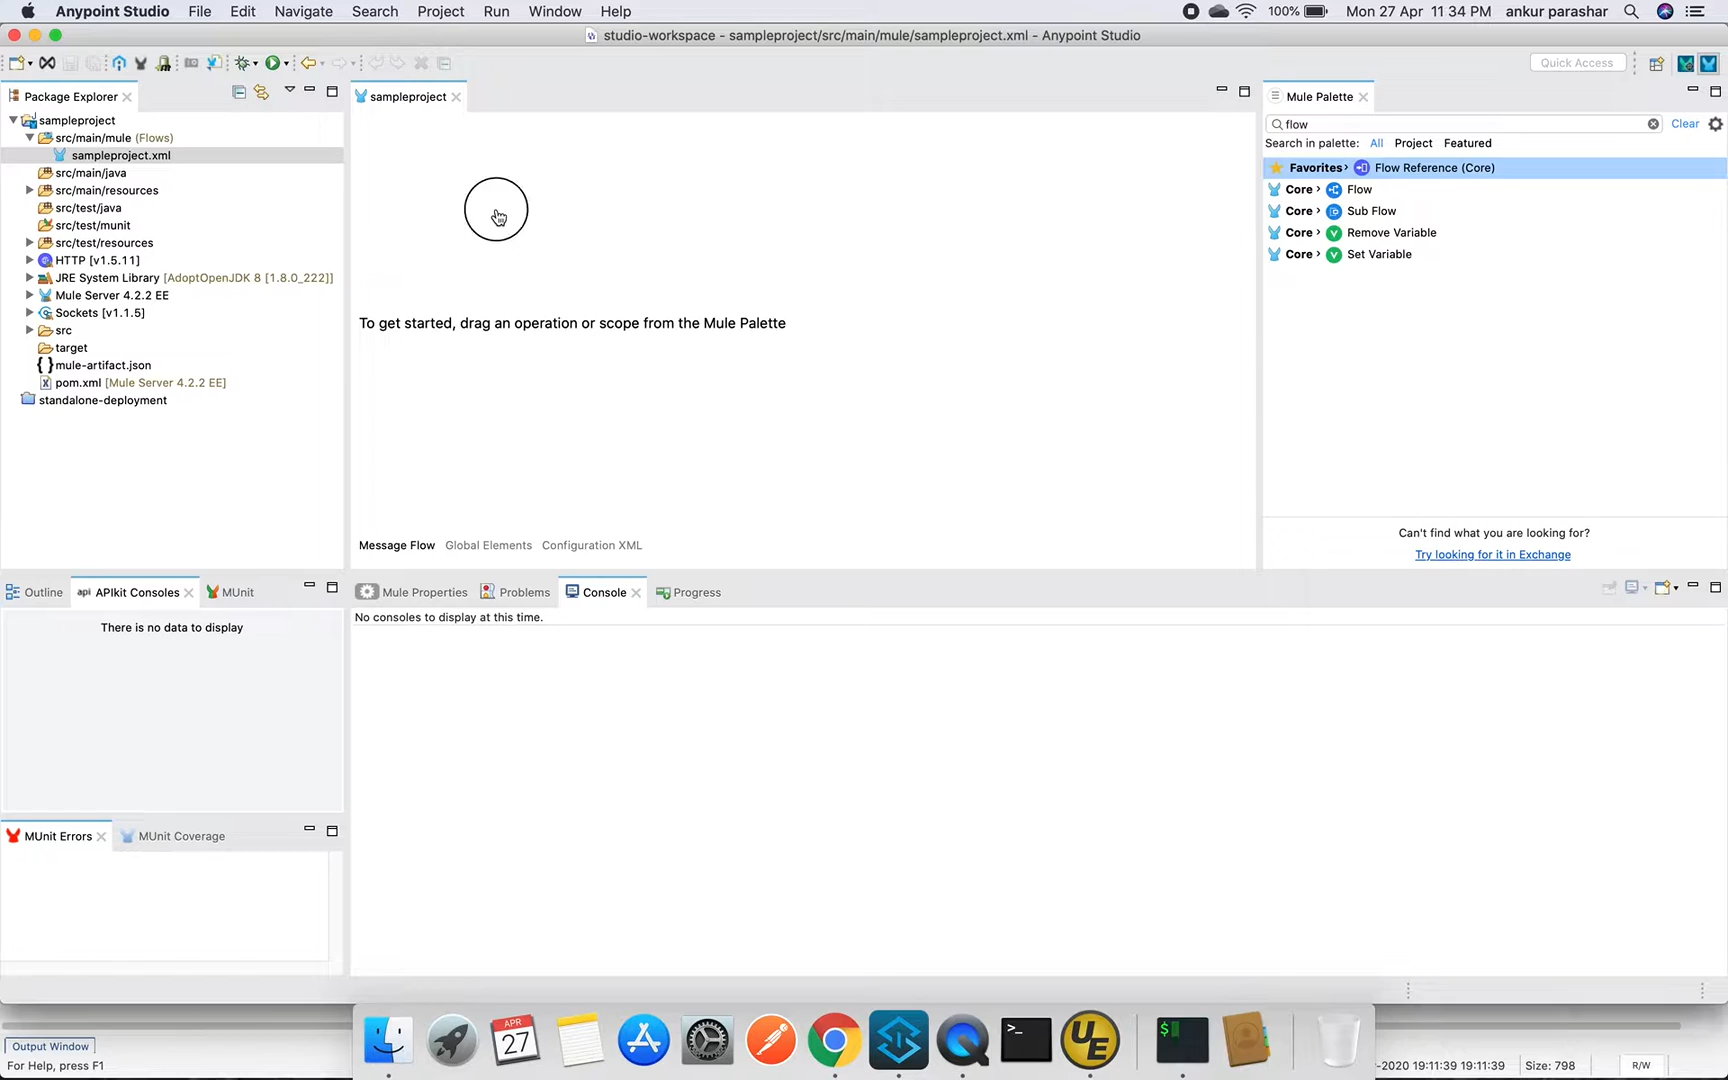 Anypoint Studio File Edit Navigate Search Project Run Window Help 100% Mon 27 Apr 11:34 PM ankur parashar
studio-workspace - sampleproject/src/main/mule/sampleproject.xml - Anypoint Studio
Quick Access
Package Explorer
sampleproject
src/main/mule (Flows)
sampleproject.xml
src/main/java
src/main/resources
src/test/java
src/test/munit
src/test/resources
HTTP [v1.5.11]
JRE System Library [AdoptOpenJDK 8 [1.8.0_222]]
Mule Server 4.2.2 EE
Sockets [v1.1.5]
src
target
mule-artifact.json
pom.xml [Mule Server 4.2.2 EE]
standalone-deployment
sampleproject
To get started, drag an operation or scope from the Mule Palette
Message Flow Global Elements Configuration XML
Mule Palette
flow Clear
Search in palette: All Project Featured
Favorites› Flow Reference (Core)
Core › Flow
Core › Sub Flow
Core › Remove Variable
Core › Set Variable
Can't find what you are looking for?
Try looking for it in Exchange
Outline api APIkit Consoles MUnit
There is no data to display
MUnit Errors MUnit Coverage
Mule Properties Problems Console Progress
No consoles to display at this time.
APR
27
>_
UE
$
Output Window
For Help, press F1
-2020 19:11:39 19:11:39 Size: 798 R/W